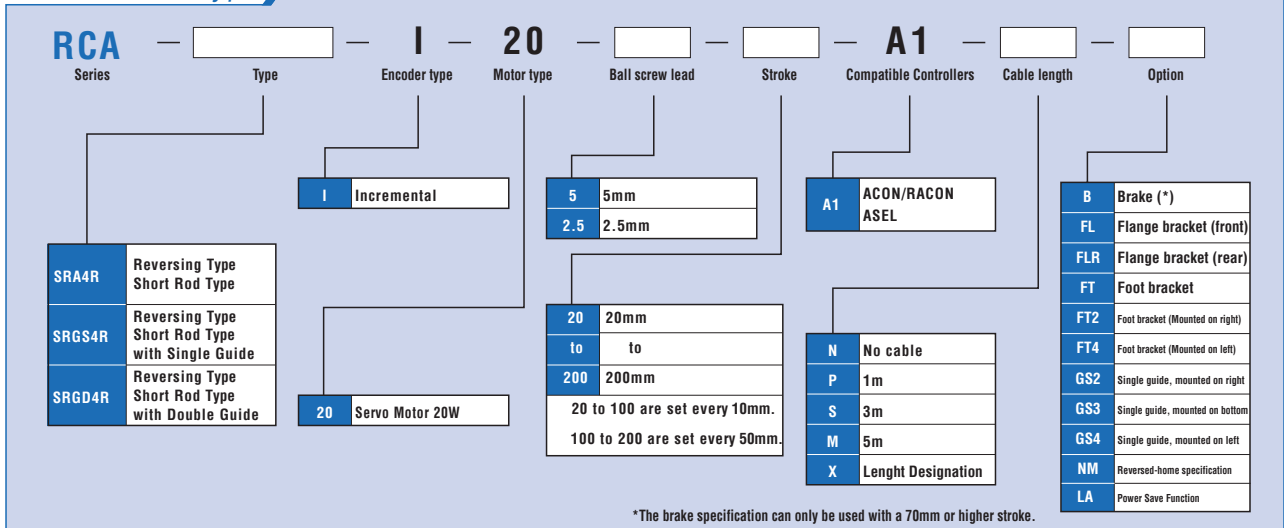 RCA — — I — 20 — — — A1 — —
Series Type Encoder type Motor type Ball screw lead Stroke Compatible Controllers Cable length Option
SRA4R Reversing Type
Short Rod Type
SRGS4R Reversing Type
Short Rod Type
with Single Guide
SRGD4R Reversing Type
Short Rod Type
with Double Guide
I Incremental
20 Servo Motor 20W
5 5mm
2.5 2.5mm
20 20mm
to to
200 200mm
20 to 100 are set every 10mm.
100 to 200 are set every 50mm.
A1 ACON/RACON
ASEL
N No cable
P 1m
S 3m
M 5m
X Lenght Designation
B Brake (*)
FL Flange bracket (front)
FLR Flange bracket (rear)
FT Foot bracket
FT2 Foot bracket (Mounted on right)
FT4 Foot bracket (Mounted on left)
GS2 Single guide, mounted on right
GS3 Single guide, mounted on bottom
GS4 Single guide, mounted on left
NM Reversed-home specification
LA Power Save Function
*The brake specification can only be used with a 70mm or higher stroke.